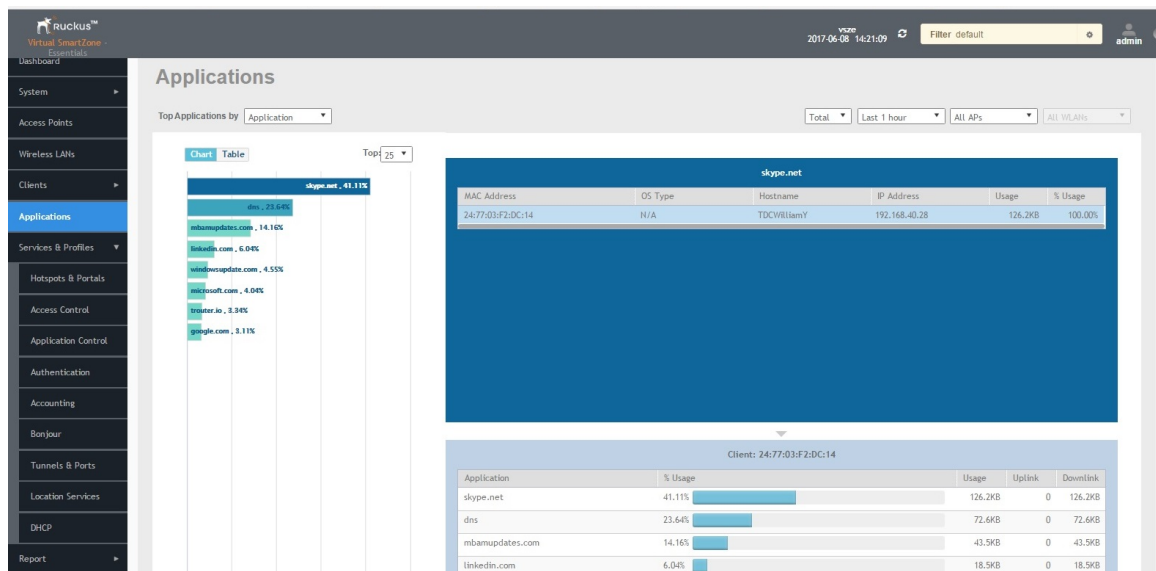 RUCKUS™
Virtual SmartZone -
Essentials
vsze
2017-06-08 14:21:09
Filter default
admin
Dashboard
System
Access Points
Wireless LANs
Clients
Applications
Services & Profiles
Hotspots & Portals
Access Control
Application Control
Authentication
Accounting
Bonjour
Tunnels & Ports
Location Services
DHCP
Report
Applications
Top Applications by Application
Total Last 1 hour All APs All WLANs
Chart Table Top: 25
skype.net , 41.11%
dns , 23.64%
mbamupdates.com , 14.16%
linkedin.com , 6.04%
windowsupdate.com , 4.55%
microsoft.com , 4.04%
trouter.io , 3.34%
google.com , 3.11%
skype.net
MAC Address OS Type Hostname IP Address Usage % Usage
24:77:03:F2:DC:14 N/A TDCWilliamY 192.168.40.28 126.2KB 100.00%
Client: 24:77:03:F2:DC:14
Application % Usage Usage Uplink Downlink
skype.net 41.11% 126.2KB 0 126.2KB
dns 23.64% 72.6KB 0 72.6KB
mbamupdates.com 14.16% 43.5KB 0 43.5KB
linkedin.com 6.04% 18.5KB 0 18.5KB